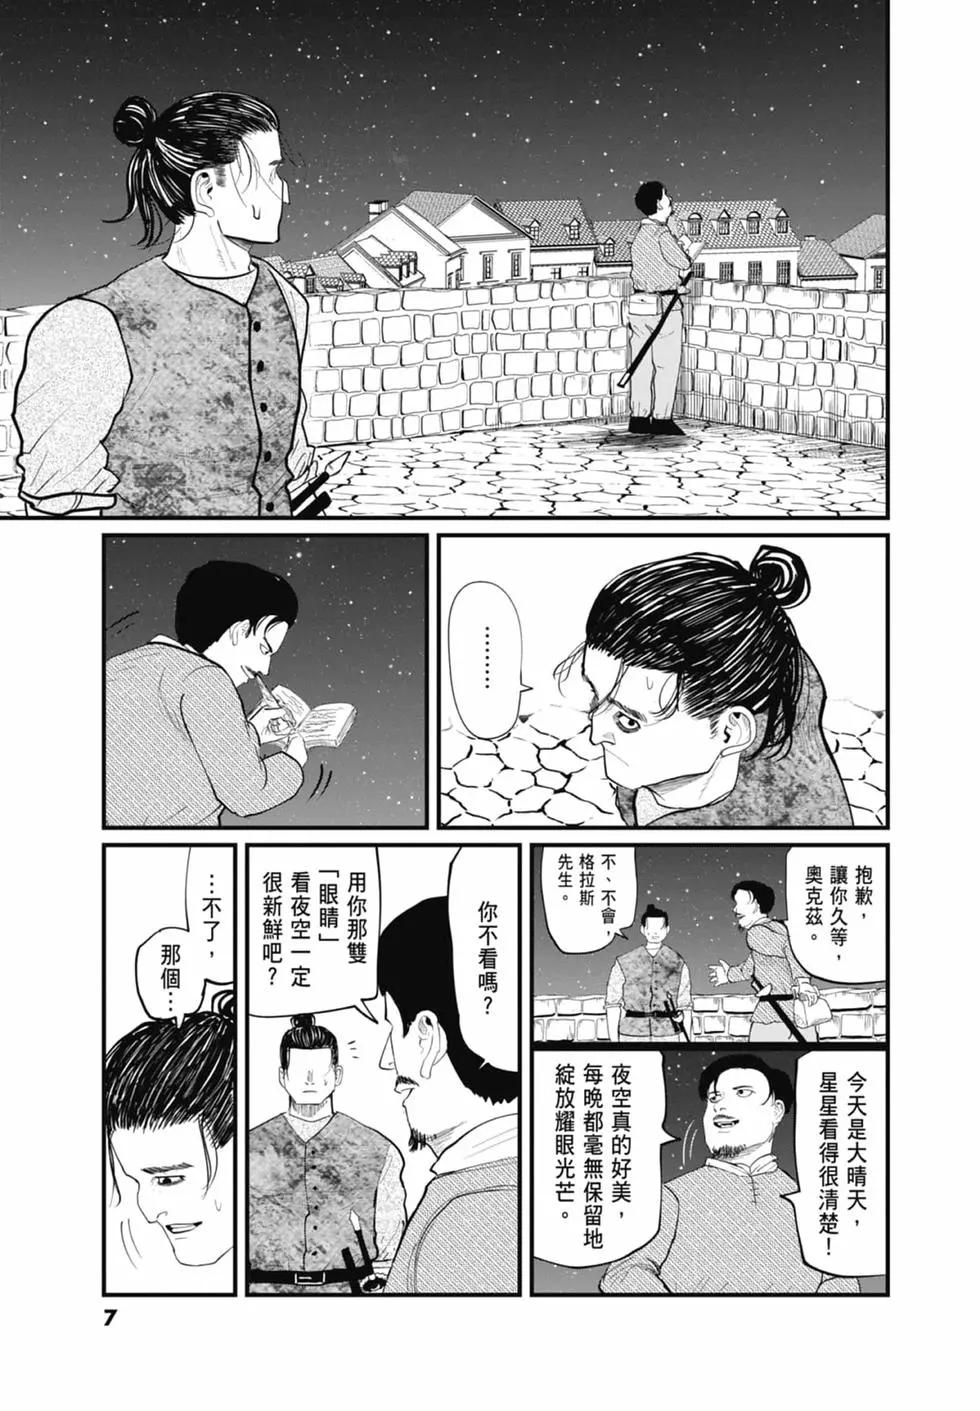 ………
抱歉，
讓你久等，
奧克茲。
不、不會，
格拉斯
先生。
今天是大晴天，
星星看得很清楚！
夜空真的好美，
每晚都毫無保留地
綻放耀眼光芒。
你不看嗎？
用你那雙
「眼睛」
看夜空一定
很新鮮吧？
…不了，
那個…
7